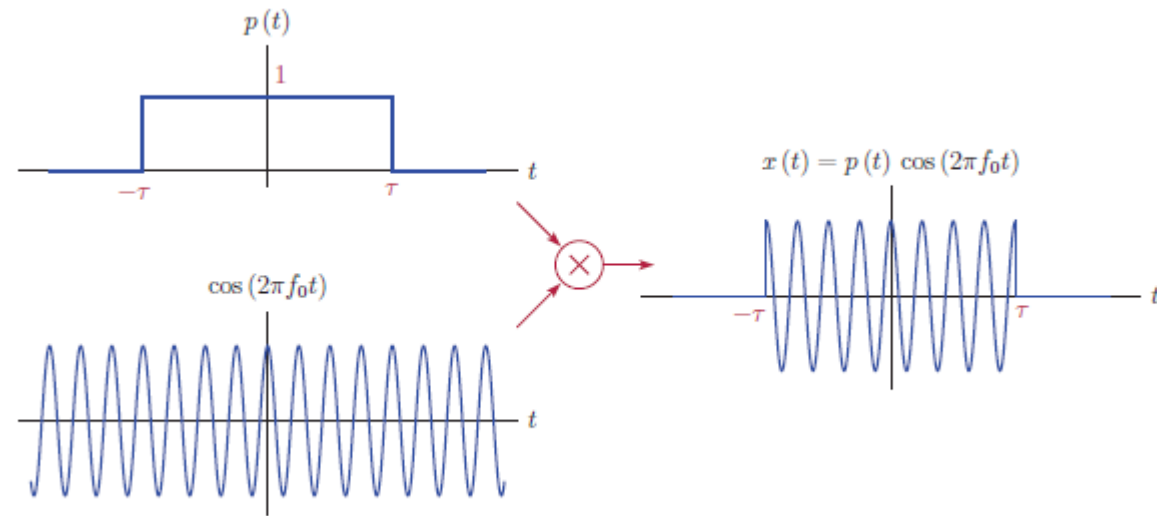 p (t)
1
t
−τ
τ
cos (2πf₀t)
t
×
x (t) = p (t) cos (2πf₀t)
t
−τ
τ